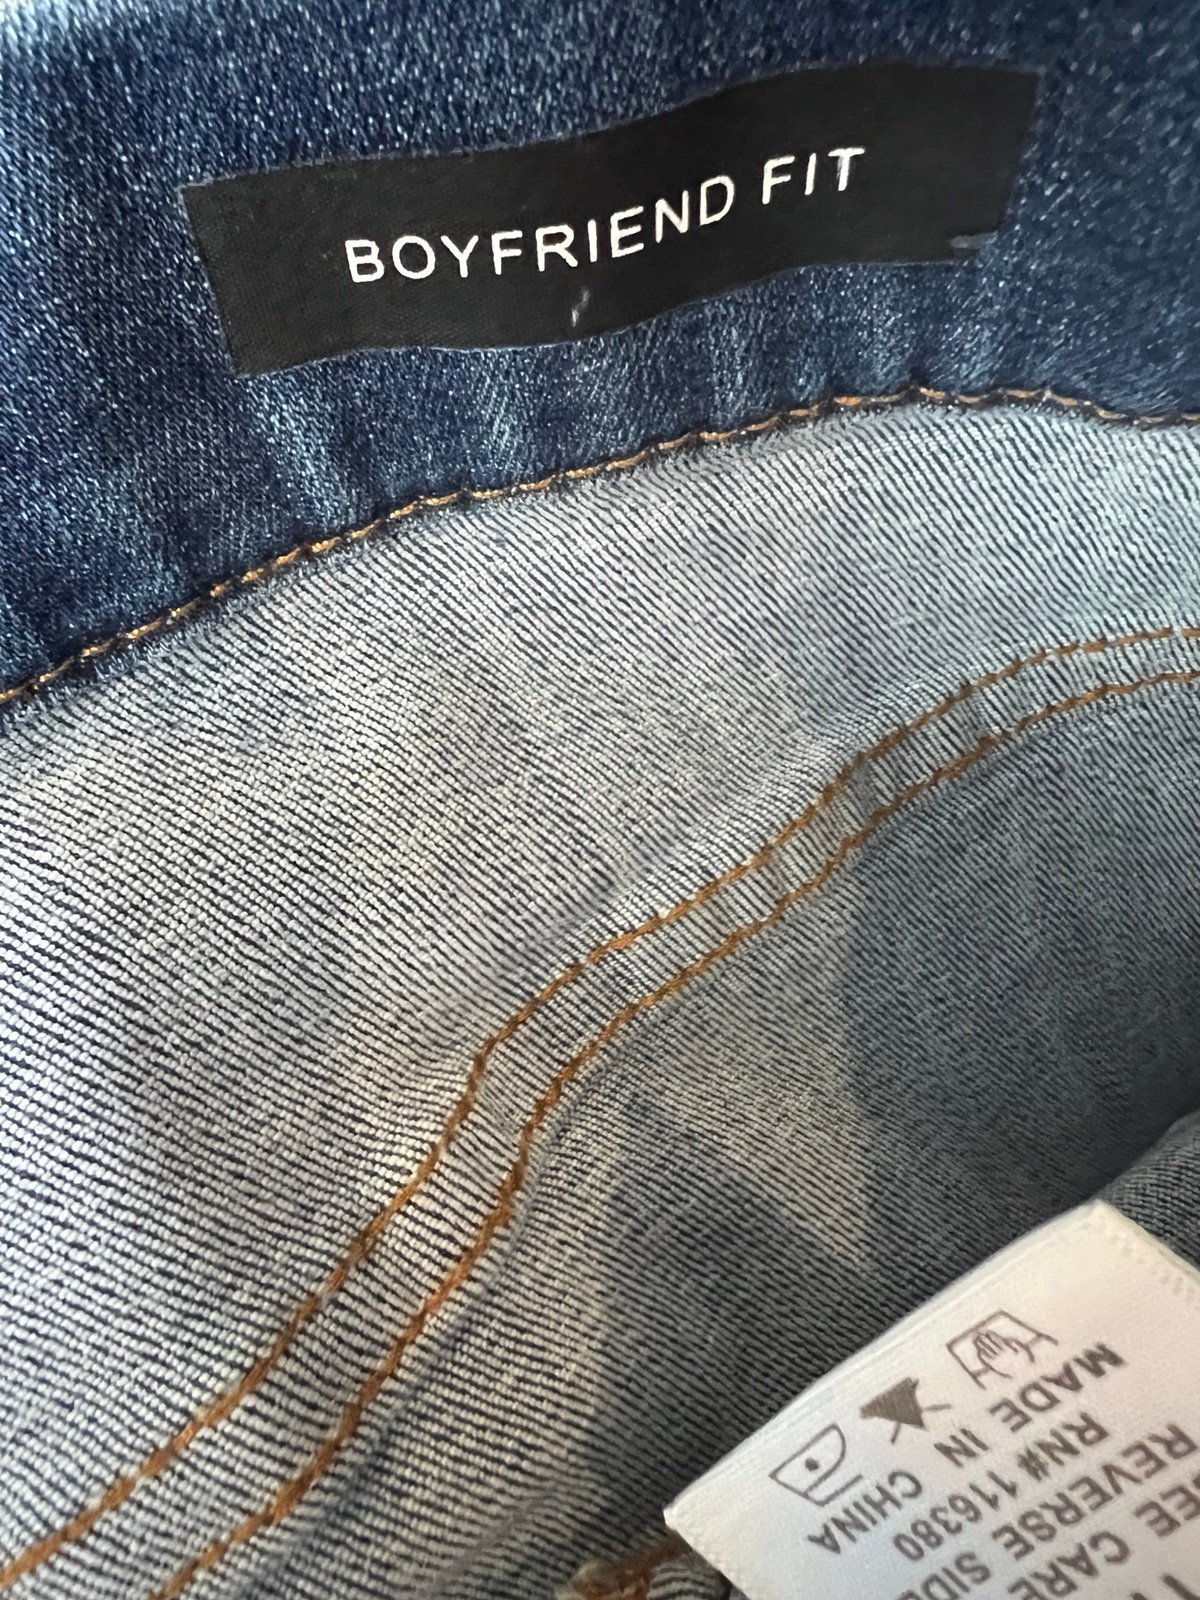 BOYFRIEND FIT
CARE
REVERSE SIDE
RN# 116380
MADE IN CHINA